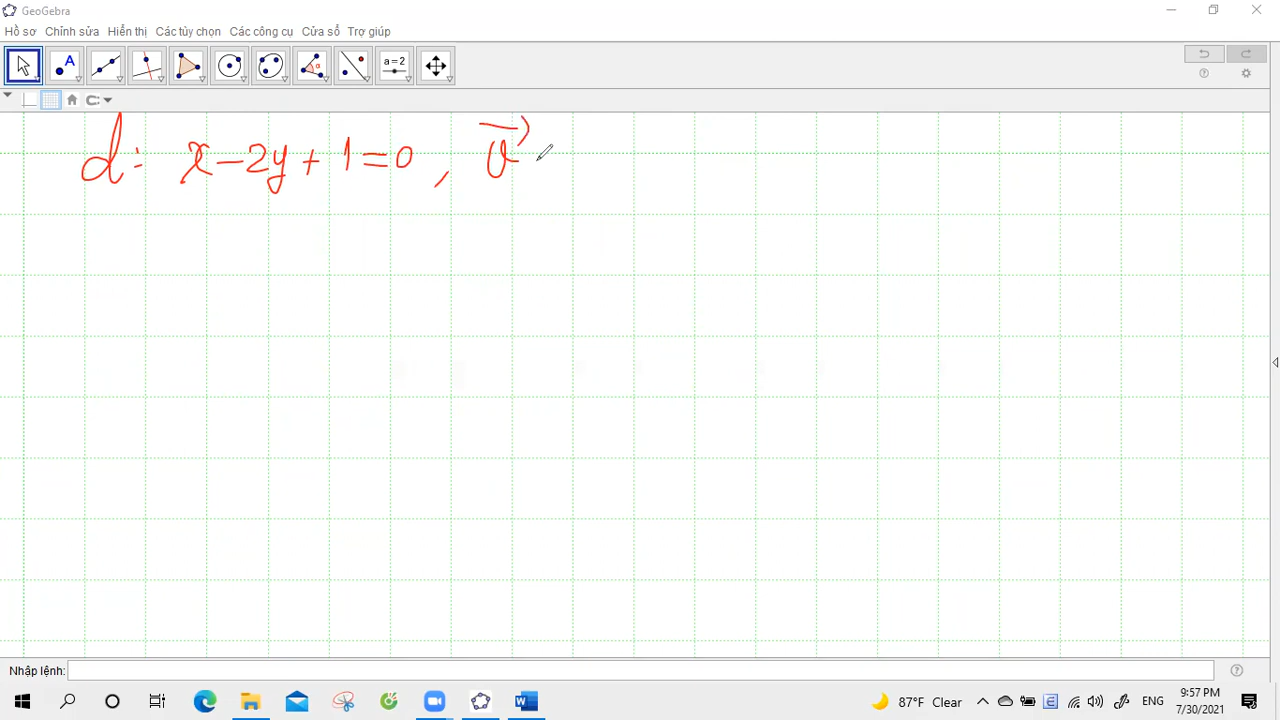 GeoGebra
Hồ sơ Chỉnh sửa Hiển thị Các tùy chọn Các công cụ Cửa sổ Trợ giúp
A
a=2
d: x-2y+1=0, \vec{v}
Nhập lệnh:
87°F Clear
ENG
9:57 PM
7/30/2021